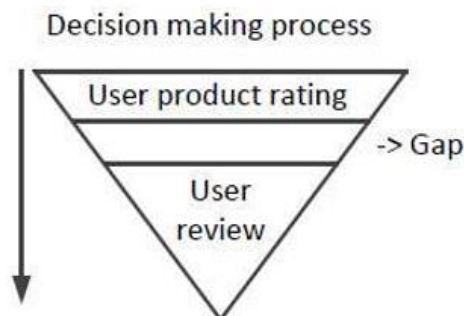 Decision making process
User product rating
-> Gap
User
review